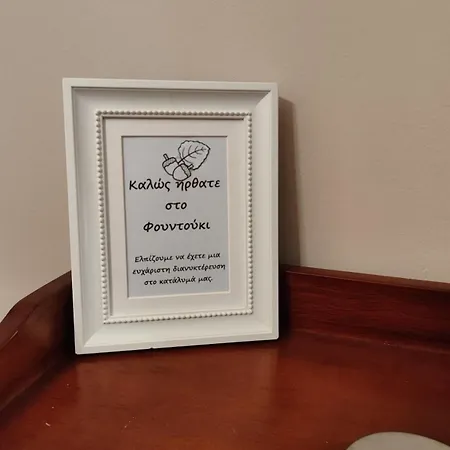 Καλώς ήρθατε
στο
Φουντούκι
Ελπίζουμε να έχετε μια
ευχάριστη διανυκτέρευση
στο κατάλυμά μας.